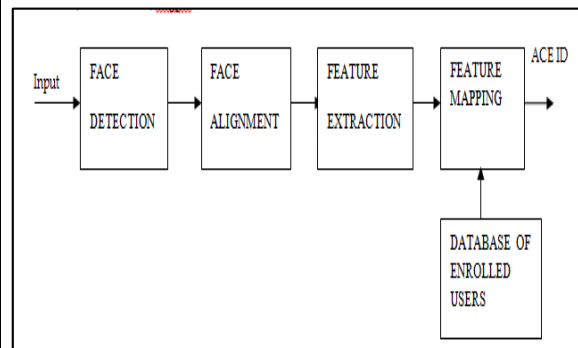 Input
FACE
DETECTION
FACE
ALIGNMENT
FEATURE
EXTRACTION
FEATURE
MAPPING
ACE ID
DATABASE OF
ENROLLED
USERS